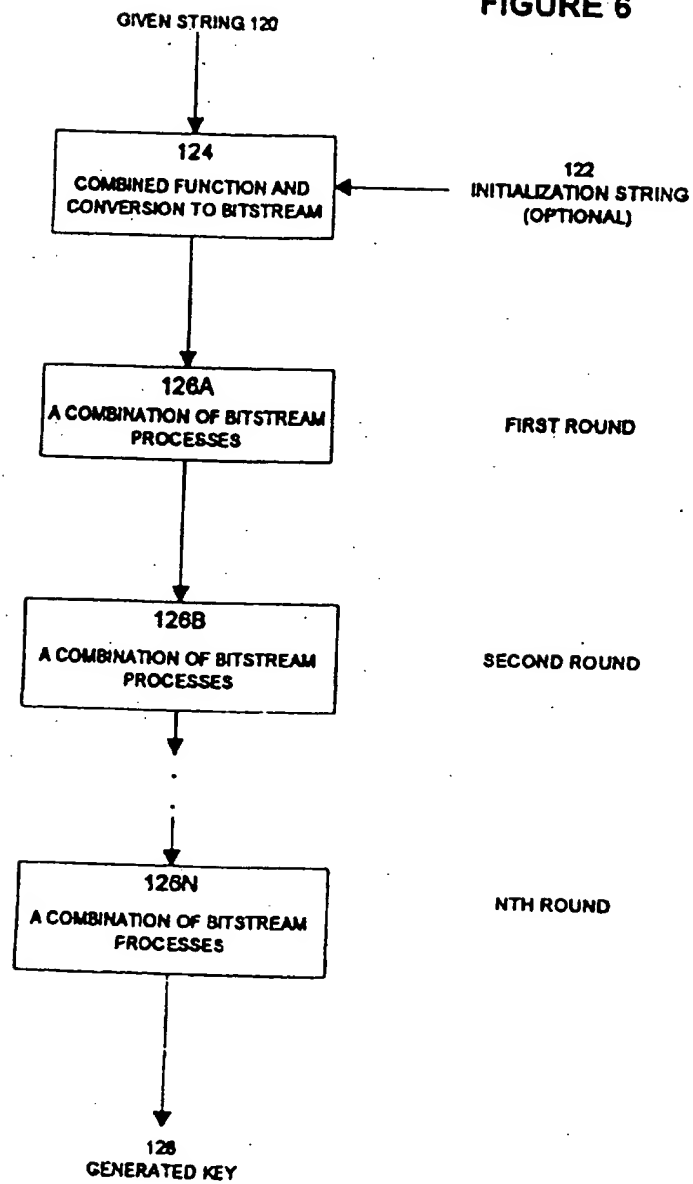 FIGURE 6
GIVEN STRING 120
124
COMBINED FUNCTION AND
CONVERSION TO BITSTREAM
122
INITIALIZATION STRING
(OPTIONAL)
126A
A COMBINATION OF BITSTREAM
PROCESSES
FIRST ROUND
126B
A COMBINATION OF BITSTREAM
PROCESSES
SECOND ROUND
126N
A COMBINATION OF BITSTREAM
PROCESSES
NTH ROUND
128
GENERATED KEY